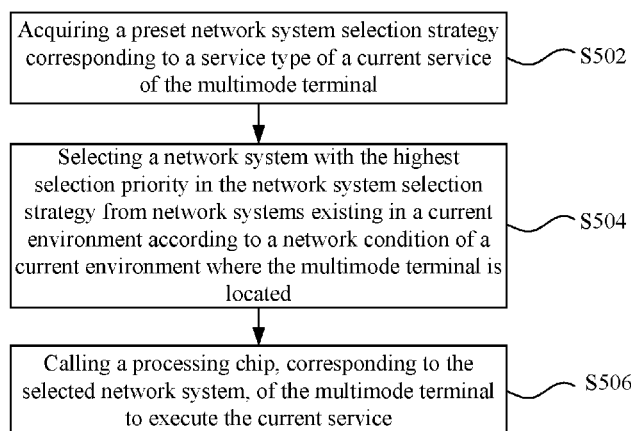 Acquiring a preset network system selection strategy
corresponding to a service type of a current service
of the multimode terminal
S502
Selecting a network system with the highest
selection priority in the network system selection
strategy from network systems existing in a current
environment according to a network condition of a
current environment where the multimode terminal is
located
S504
Calling a processing chip, corresponding to the
selected network system, of the multimode terminal
to execute the current service
S506